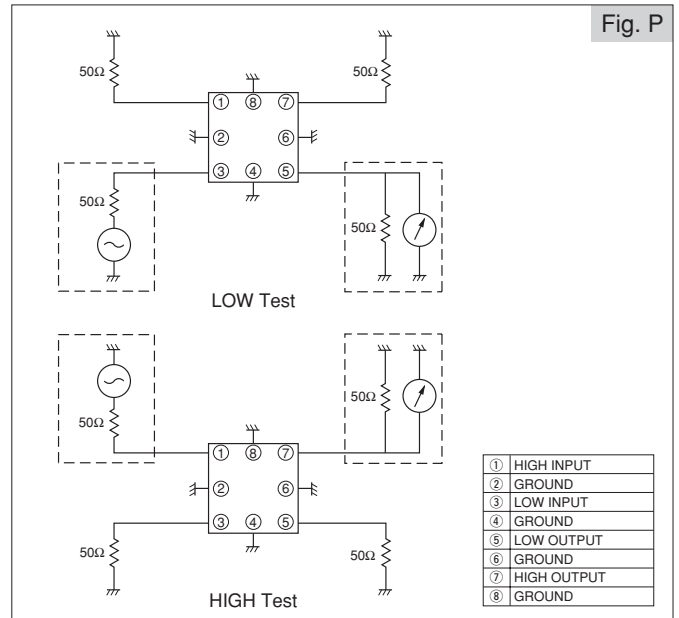 Fig. P
50Ω 50Ω
① ⑧ ⑦
② ⑥
③ ④ ⑤
50Ω 50Ω
LOW Test
50Ω 50Ω
① ⑧ ⑦
② ⑥
③ ④ ⑤
50Ω 50Ω
HIGH Test
① HIGH INPUT
② GROUND
③ LOW INPUT
④ GROUND
⑤ LOW OUTPUT
⑥ GROUND
⑦ HIGH OUTPUT
⑧ GROUND